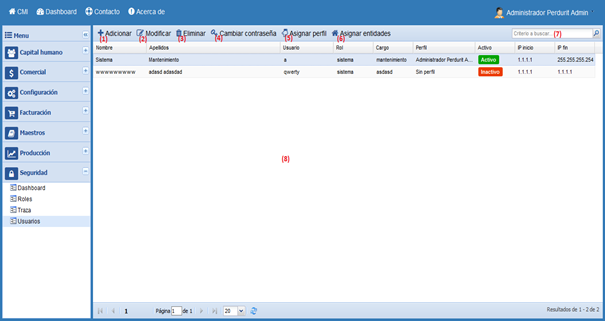 CMI Dashboard Contacto Acerca de Administrador Perdurit Admin
Menu
Adicionar Modificar Eliminar Cambiar contraseña Asignar perfil Asignar entidades Criterio a buscar (7)
(1) (2) (3) (4) (5) (6)
Nombre Apellidos Usuario Rol Cargo Perfil Activo IP inicio IP fin
Sistema Mantenimiento a sistema mantenimiento Administrador Perdurit A... Activo 1.1.1.1 255.255.255.254
wwwwwwwwww adasd adasdad qwerty sistema asdasd Sin perfil Inactivo 1.1.1.1 1.1.1.1
Capital humano
Comercial
Configuración
Facturación
Maestros
Producción
Seguridad
Dashboard
Roles
Traza
Usuarios
(8)
1 Página 1 de 1 20 Resultados de 1 - 2 de 2